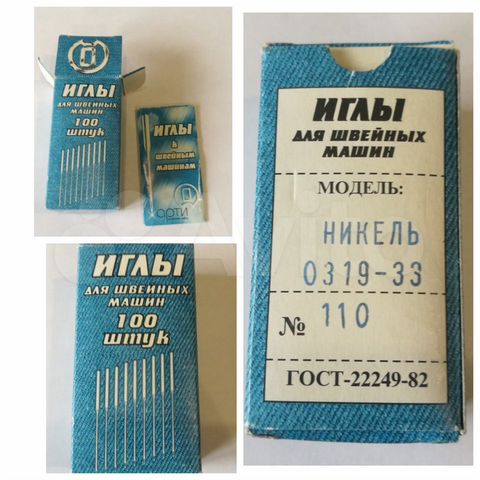 ИГЛЫ
ДЛЯ ШВЕЙНЫХ
МАШИН
100
штук
ИГЛЫ
к
швейным
машинам
арти
ИГЛЫ
ДЛЯ ШВЕЙНЫХ
МАШИН
100
штук
ИГЛЫ
ДЛЯ ШВЕЙНЫХ
МАШИН
МОДЕЛЬ:
НИКЕЛЬ
0319-33
№ 110
ГОСТ-22249-82